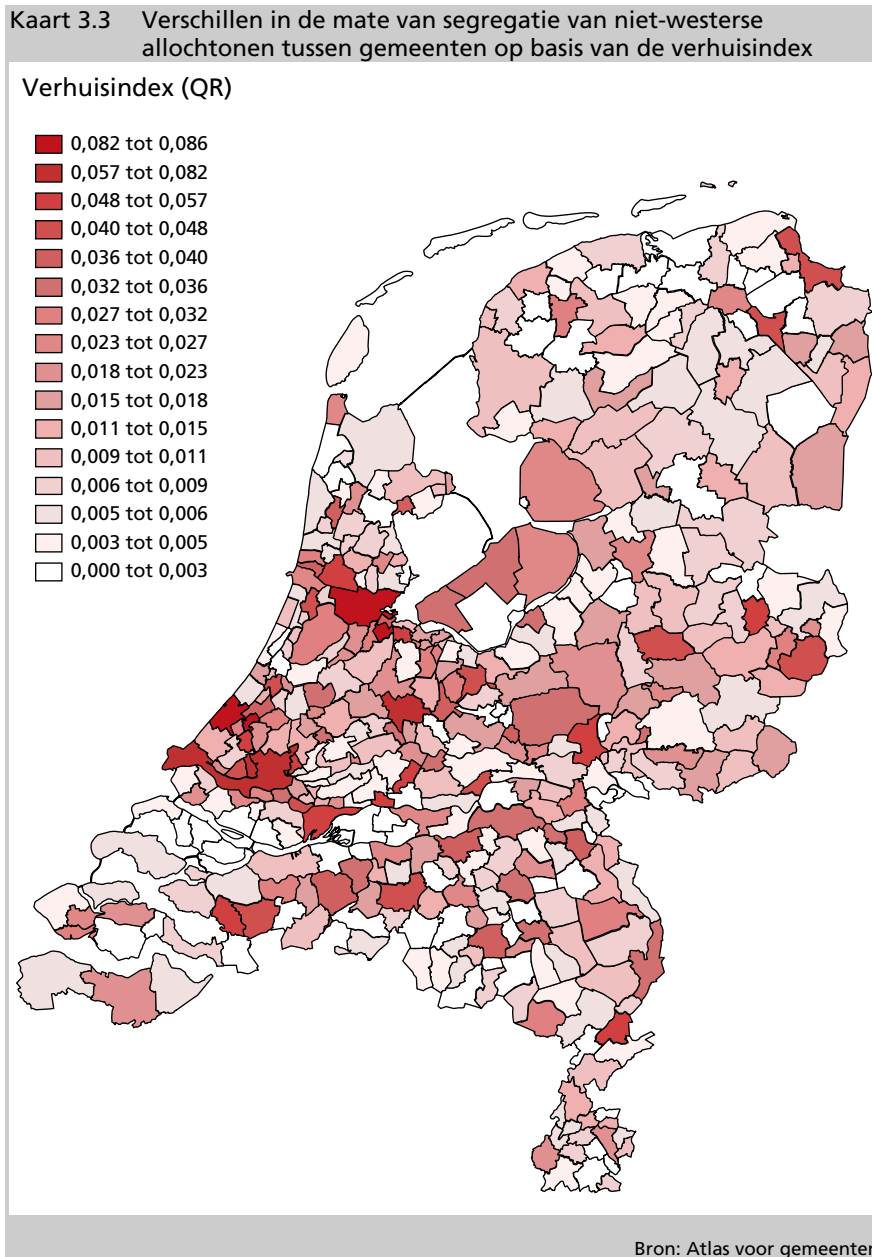 Kaart 3.3 Verschillen in de mate van segregatie van niet-westerse
allochtonen tussen gemeenten op basis van de verhuisindex
Verhuisindex (QR)
0,082 tot 0,086
0,057 tot 0,082
0,048 tot 0,057
0,040 tot 0,048
0,036 tot 0,040
0,032 tot 0,036
0,027 tot 0,032
0,023 tot 0,027
0,018 tot 0,023
0,015 tot 0,018
0,011 tot 0,015
0,009 tot 0,011
0,006 tot 0,009
0,005 tot 0,006
0,003 tot 0,005
0,000 tot 0,003
Bron: Atlas voor gemeenten